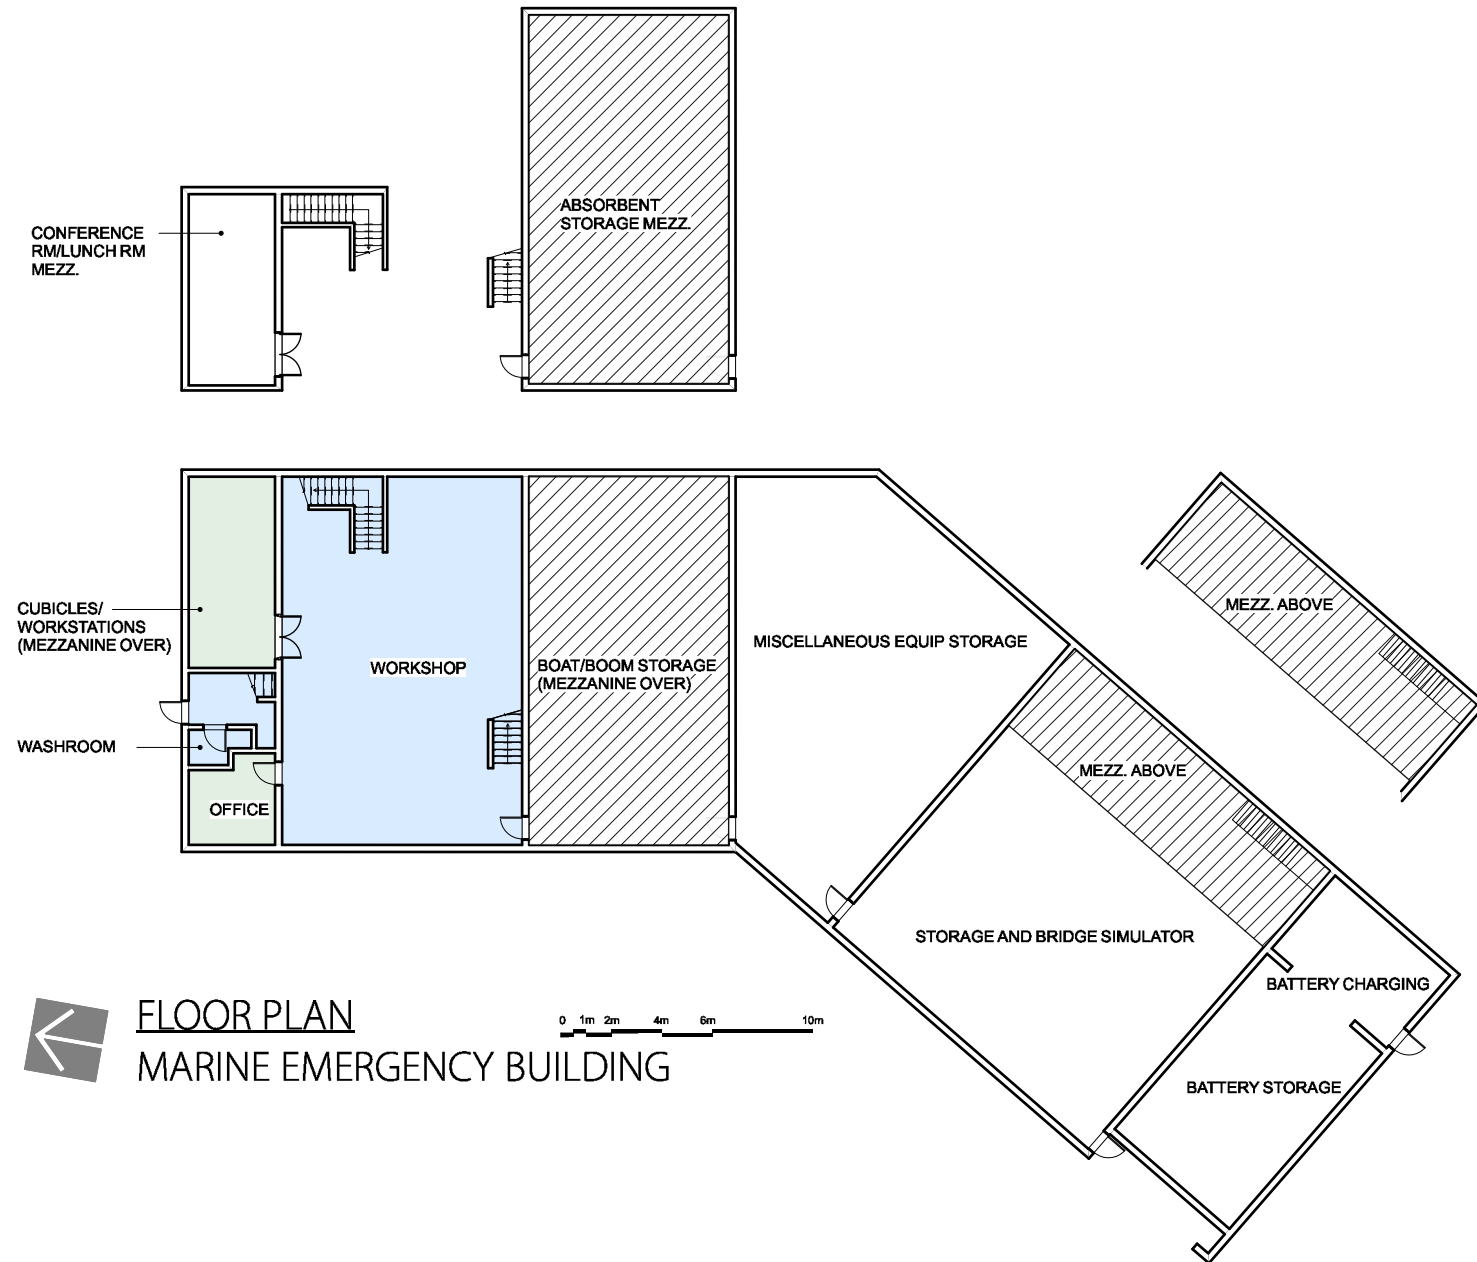 ABSORBENT
STORAGE MEZZ.
CONFERENCE
RM/LUNCH RM
MEZZ.
CUBICLES/
WORKSTATIONS
(MEZZANINE OVER)
WORKSHOP
BOAT/BOOM STORAGE
(MEZZANINE OVER)
MISCELLANEOUS EQUIP STORAGE
MEZZ. ABOVE
MEZZ. ABOVE
WASHROOM
OFFICE
STORAGE AND BRIDGE SIMULATOR
BATTERY CHARGING
BATTERY STORAGE
FLOOR PLAN
MARINE EMERGENCY BUILDING
0 1m 2m 4m 6m 10m